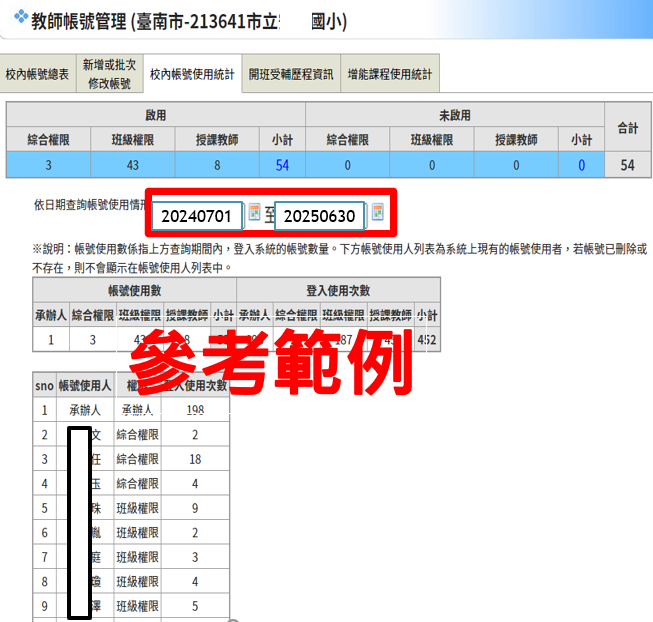 教師帳號管理 (臺南市-213641市立 國小)
校內帳號總表 新增或批次修改帳號 校內帳號使用統計 開班受輔歷程資訊 增能課程使用統計
啟用 未啟用 合計
綜合權限 班級權限 授課教師 小計 綜合權限 班級權限 授課教師 小計
3 43 8 54 0 0 0 0 54
依日期查詢帳號使用情形 20240701 至 20250630
※說明：帳號使用數係指上方查詢期間內，登入系統的帳號數量。下方帳號使用人列表為系統上現有的帳號使用者，若帳號已刪除或
不存在，則不會顯示在帳號使用人列表中。
帳號使用數 登入使用次數
承辦人 綜合權限 班級權限 授課教師 小計 承辦人 綜合權限 班級權限 授課教師 小計
1 3 43 8 187 452
參考範例
sno 帳號使用人 權 登入使用次數
1 承辦人 承辦人 198
2 文 綜合權限 2
3 任 綜合權限 18
4 玉 綜合權限 4
5 珠 班級權限 9
6 胤 班級權限 2
7 庭 班級權限 3
8 瓊 班級權限 4
9 澤 班級權限 5